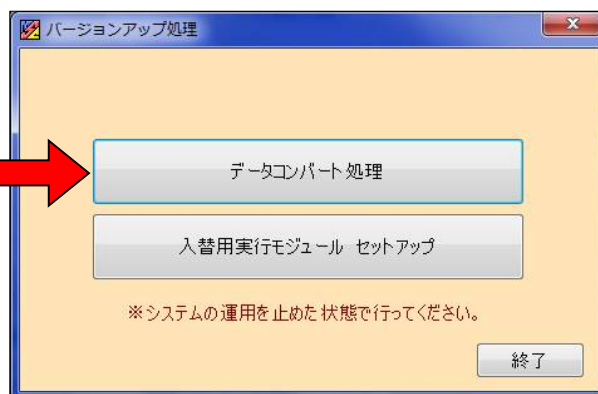 バージョンアップ処理
データコンバート処理
入替用実行モジュール セットアップ
※システムの運用を止めた状態で行ってください。
終了